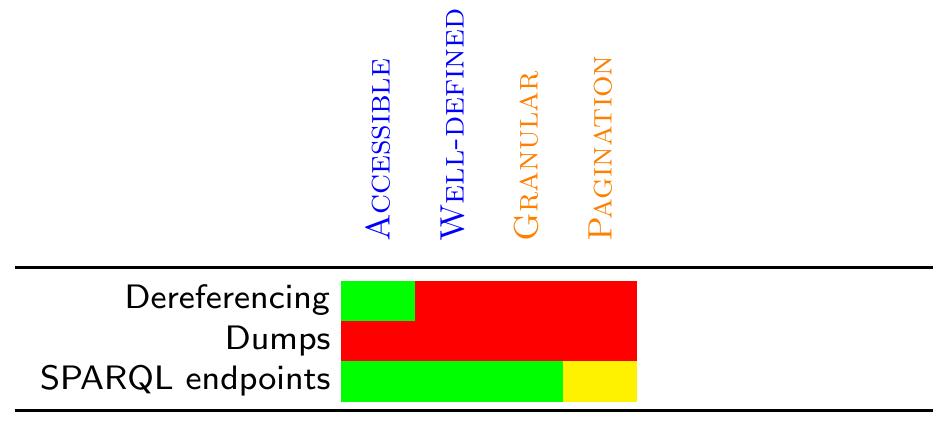 Accessible
Well-defined
Granular
Pagination
Dereferencing
Dumps
SPARQL endpoints